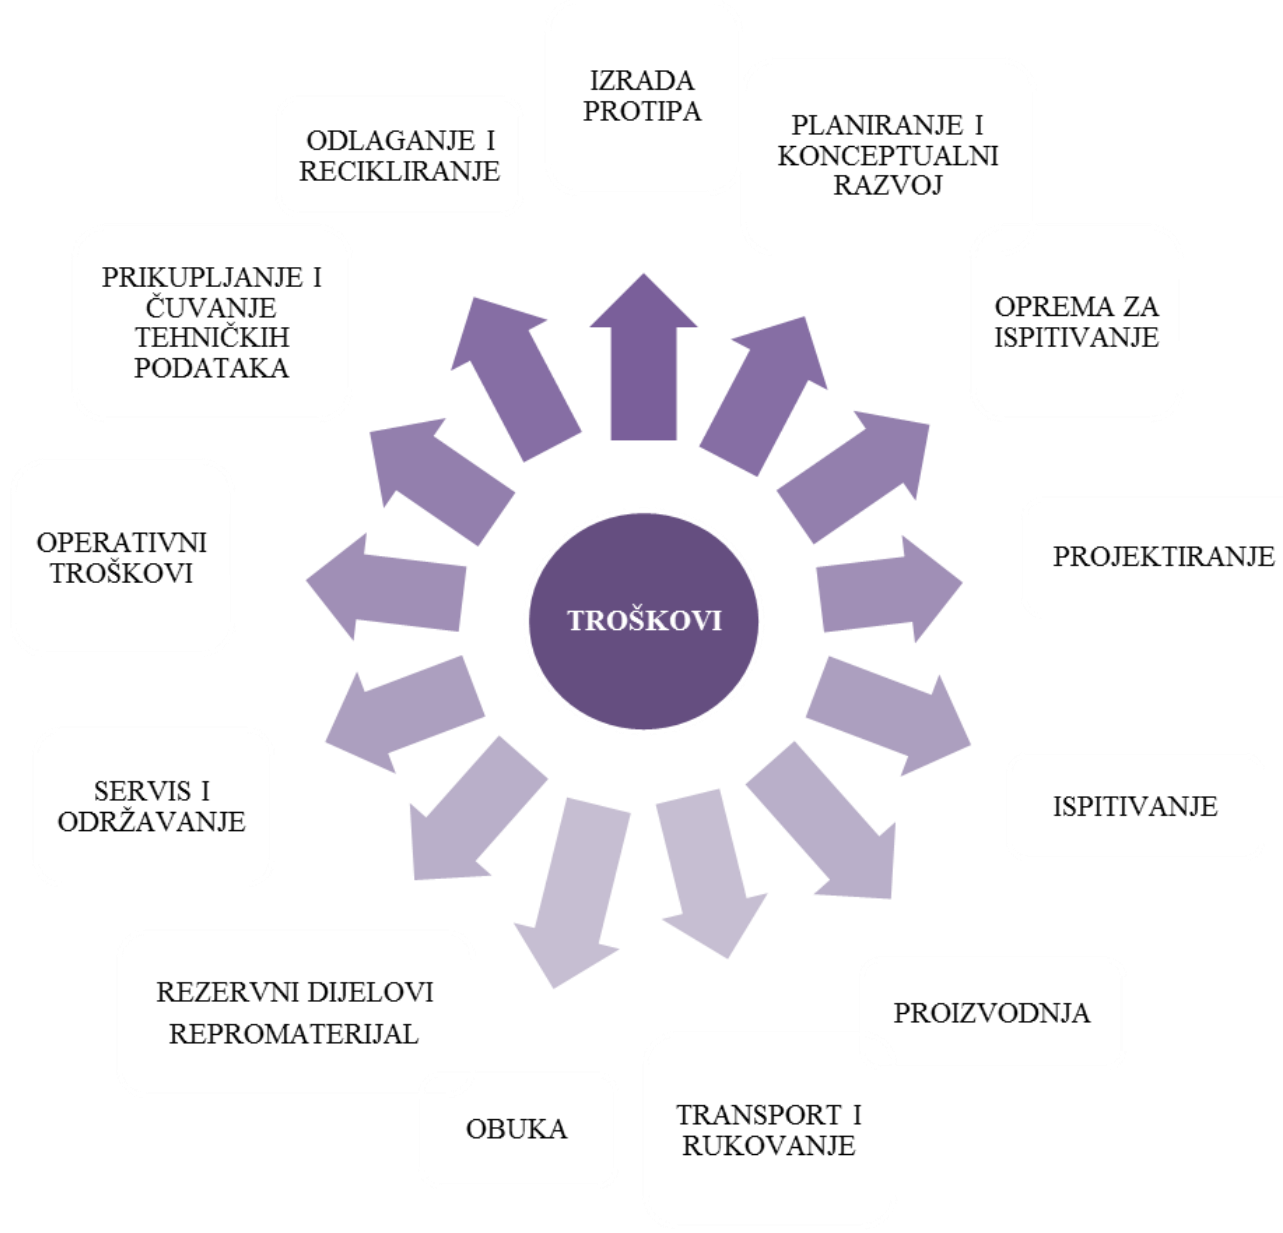 IZRADA
PROTIPA
PLANIRANJE I
KONCEPTUALNI
RAZVOJ
OPREMA ZA
ISPITIVANJE
PROJEKTIRANJE
ISPITIVANJE
PROIZVODNJA
TRANSPORT I
RUKOVANJE
OBUKA
REZERVNI DIJELOVI
REPROMATERIJAL
SERVIS I
ODRŽAVANJE
OPERATIVNI
TROŠKOVI
PRIKUPLJANJE I
ČUVANJE
TEHNIČKIH
PODATAKA
ODLAGANJE I
RECIKLIRANJE
TROŠKOVI